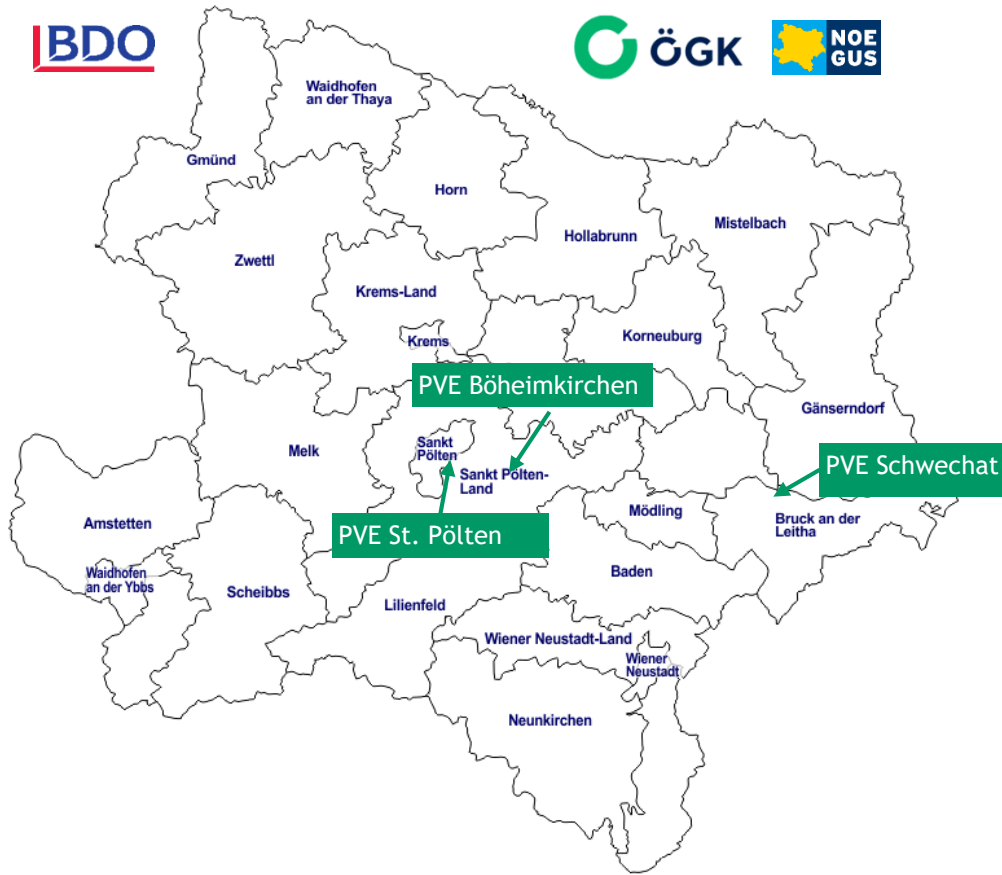 BDO
ÖGK
NOE
GUS
Waidhofen
an der Thaya
Gmünd
Horn
Mistelbach
Hollabrunn
Zwettl
Krems-Land
Korneuburg
Krems
PVE Böheimkirchen
Gänserndorf
Sankt
Pölten
Melk
PVE Schwechat
Sankt Pölten-
Land
Mödling
Bruck an der
Leitha
Amstetten
PVE St. Pölten
Waidhofen
an der Ybbs
Baden
Scheibbs
Lilienfeld
Wiener Neustadt-Land
Wiener
Neustadt
Neunkirchen